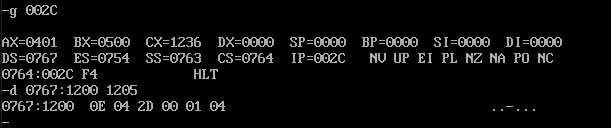 -g 002C
AX=0401 BX=0500 CX=1236 DX=0000 SP=0000 BP=0000 SI=0000 DI=0000
DS=0767 ES=0754 SS=0763 CS=0764 IP=002C NV UP EI PL NZ NA PO NC
0764:002C F4 HLT
-d 0767:1200 1205
0767:1200 0E 04 2D 00 01 04 ..-...
-